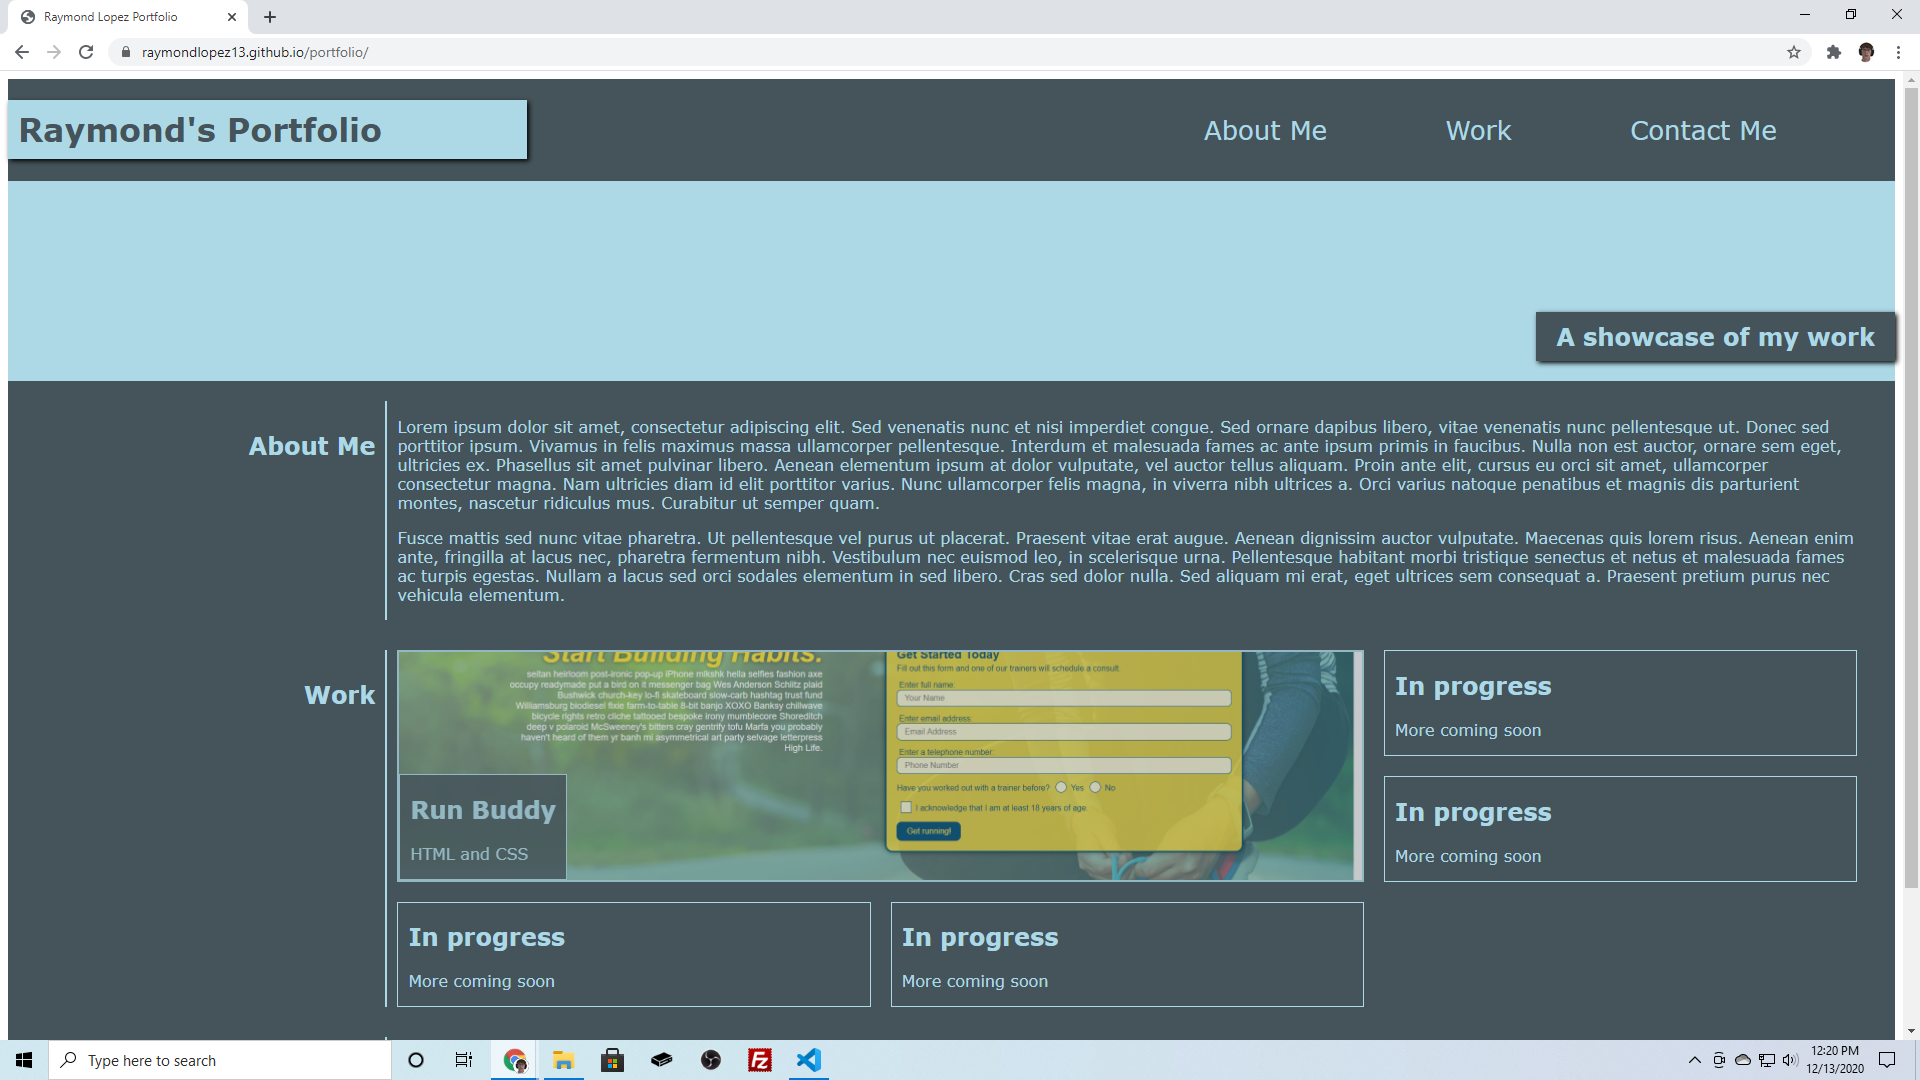 Raymond Lopez Portfolio
raymondlopez13.github.io/portfolio/
Raymond's Portfolio
About Me
Work
Contact Me
A showcase of my work
About Me
Lorem ipsum dolor sit amet, consectetur adipiscing elit. Sed venenatis nunc et nisi imperdiet congue. Sed ornare dapibus libero, vitae venenatis nunc pellentesque ut. Donec sed
porttitor ipsum. Vivamus in felis maximus massa ullamcorper pellentesque. Interdum et malesuada fames ac ante ipsum primis in faucibus. Nulla non est auctor, ornare sem eget,
ultricies ex. Phasellus sit amet pulvinar libero. Aenean elementum ipsum at dolor vulputate, vel auctor tellus aliquam. Proin ante elit, cursus eu orci sit amet, ullamcorper
consectetur magna. Nam ultricies diam id elit porttitor varius. Nunc ullamcorper felis magna, in viverra nibh ultrices a. Orci varius natoque penatibus et magnis dis parturient
montes, nascetur ridiculus mus. Curabitur ut semper quam.
Fusce mattis sed nunc vitae pharetra. Ut pellentesque vel purus ut placerat. Praesent vitae erat augue. Aenean dignissim auctor vulputate. Maecenas quis lorem risus. Aenean enim
ante, fringilla at lacus nec, pharetra fermentum nibh. Vestibulum nec euismod leo, in scelerisque urna. Pellentesque habitant morbi tristique senectus et netus et malesuada fames
ac turpis egestas. Nullam a lacus sed orci sodales elementum in sed libero. Cras sed dolor nulla. Sed aliquam mi erat, eget ultrices sem consequat a. Praesent pretium purus nec
vehicula elementum.
Work
Start Building Habits.
seitan heirloom post-ironic pop-up iPhone mlkshk hella selfies fashion axe
occupy readymade put a bird on it messenger bag Wes Anderson Schlitz plaid
Bushwick church-key lo-fi skateboard slow-carb hashtag trust fund
Williamsburg biodiesel fixie farm-to-table 8-bit banjo XOXO Banksy chillwave
bicycle rights retro cliche tattooed bespoke irony mumblecore Shoreditch
deep v polaroid McSweeney's bitters cray gentrify tofu Marfa you probably
haven't heard of them yr banh mi asymmetrical art party selvage letterpress
High Life.
Get Started Today
Fill out this form and one of our trainers will schedule a consult
Enter full name:
Your Name
Enter email address:
Email Address
Enter a telephone number:
Phone Number
Have you worked out with a trainer before? Yes No
I acknowledge that I am at least 18 years of age.
Get running!
Run Buddy
HTML and CSS
In progress
More coming soon
In progress
More coming soon
In progress
More coming soon
In progress
More coming soon
Type here to search
Fz
12:20 PM
12/13/2020